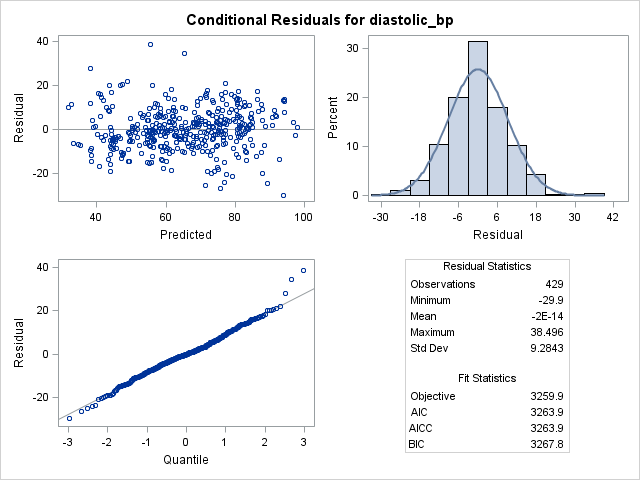 Conditional Residuals for diastolic_bp
40
20
0
-20
Residual
40
60
80
100
Predicted
30
20
10
0
Percent
-30
-18
-6
6
18
30
42
Residual
40
20
0
-20
Residual
-3
-2
-1
0
1
2
3
Quantile
Residual Statistics
Observations 429
Minimum -29.9
Mean -2E-14
Maximum 38.496
Std Dev 9.2843
Fit Statistics
Objective 3259.9
AIC 3263.9
AICC 3263.9
BIC 3267.8